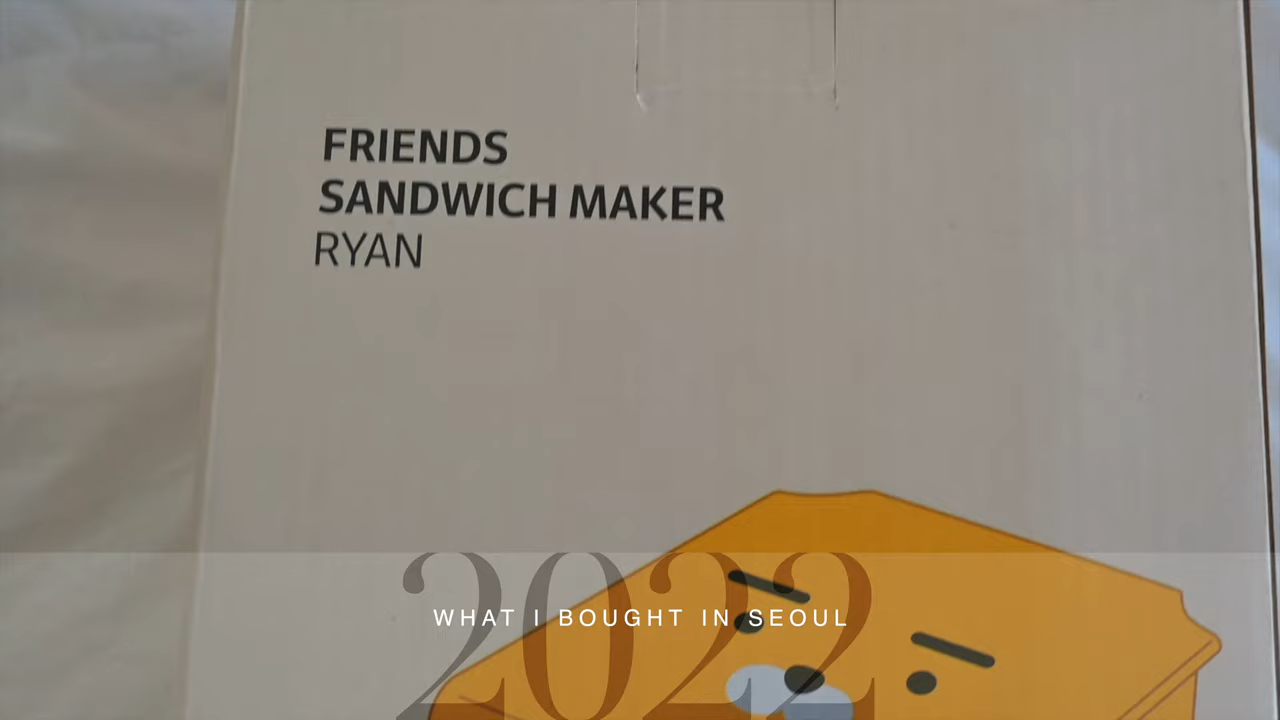 FRIENDS
SANDWICH MAKER
RYAN
2022
WHAT I BOUGHT IN SEOUL